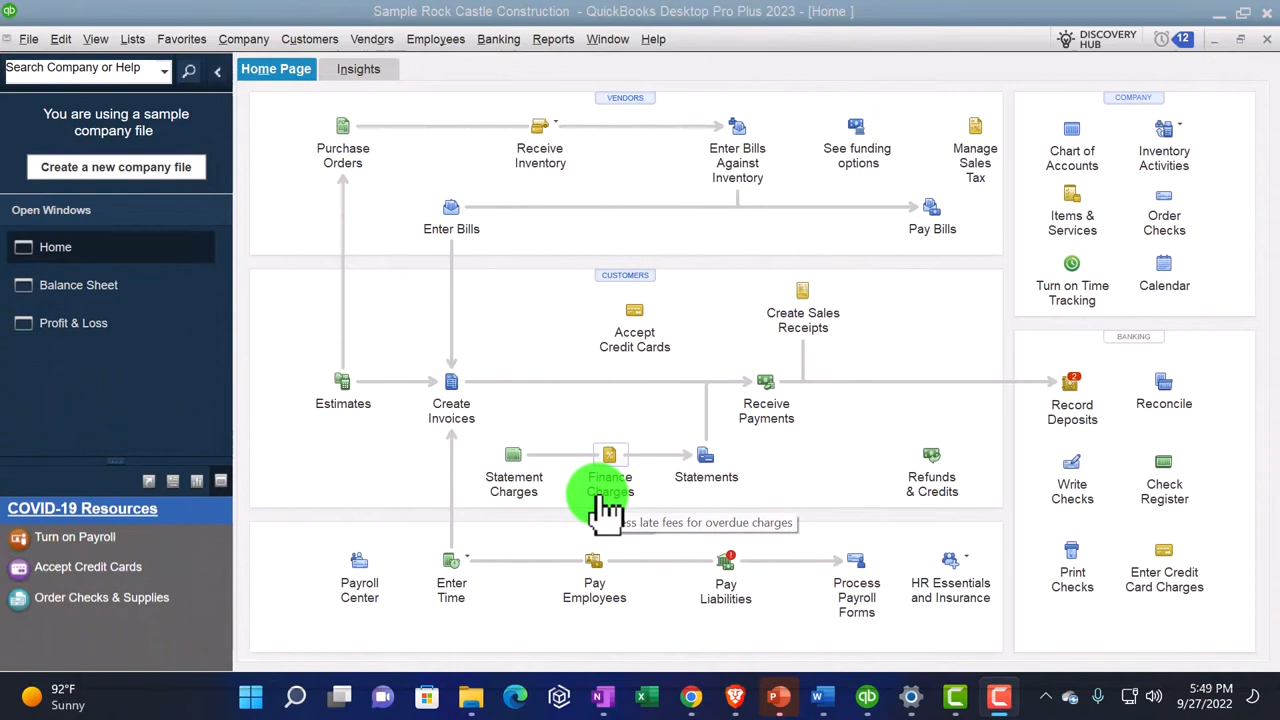 Sample Rock Castle Construction - QuickBooks Desktop Pro Plus 2023 - [Home ]
File Edit View Lists Favorites Company Customers Vendors Employees Banking Reports Window Help
DISCOVERY
HUB
12
Search Company or Help
Home Page Insights
You are using a
sample
company file
Create a new company file
Open Windows
Home
Balance Sheet
Profit & Loss
COVID-19 Resources
Turn on Payroll
Accept Credit Cards
Order Checks & Supplies
VENDORS
Purchase
Orders
Receive
Inventory
Enter Bills
Against
Inventory
See funding
options
Manage
Sales
Tax
Enter Bills
Pay Bills
CUSTOMERS
Accept
Credit Cards
Create Sales
Receipts
Estimates
Create
Invoices
Receive
Payments
Statement
Charges
Finance
Charges
Statements
Refunds
& Credits
late fees for overdue charges
Payroll
Center
Enter
Time
Pay
Employees
Pay
Liabilities
Process
Payroll
Forms
HR Essentials
and Insurance
COMPANY
Chart of
Accounts
Inventory
Activities
Items &
Services
Order
Checks
Turn on Time
Tracking
Calendar
BANKING
2
Record
Deposits
Reconcile
Write
Checks
Check
Register
Print
Checks
Enter Credit
Card Charges
92°F
Sunny
5:49 PM
9/27/2022